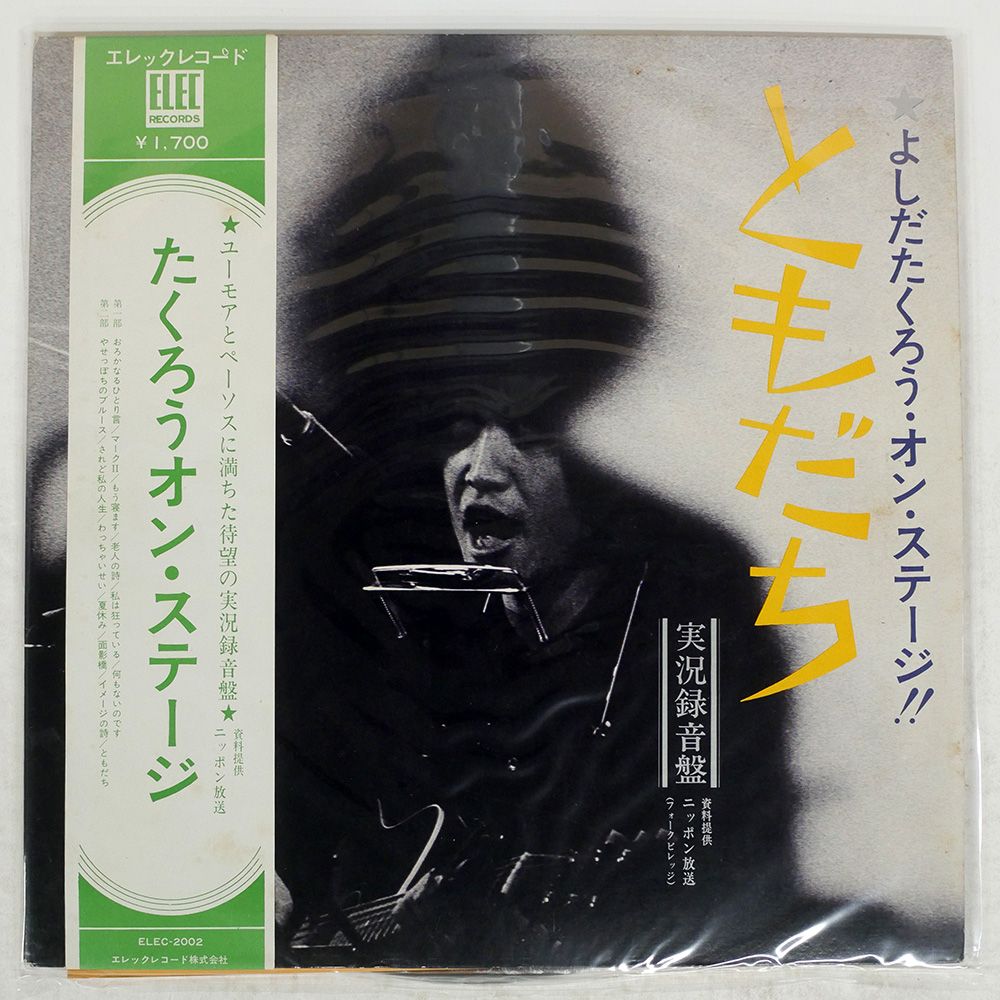 エレックレコード
ELEC
RECORDS
¥1,700
★ユーモアとペーソスに満ちた待望の実況録音盤★
資料提供
ニッポン放送
たくろうオン・ステージ
第一部 おろかなるひとり言/マークII/もう寝ます/老人の詩/私は狂っている/何もないのです
第二部 やせっぽちのブルース/されど私の人生/わっちゃいせい/夏休み/面影橋/イメージの詩/ともだち
ELEC-2002
エレックレコード株式会社
★よしだたくろう・オン・ステージ!!
ともだち
実況録音盤
資料提供
ニッポン放送
(フォークビレッジ)